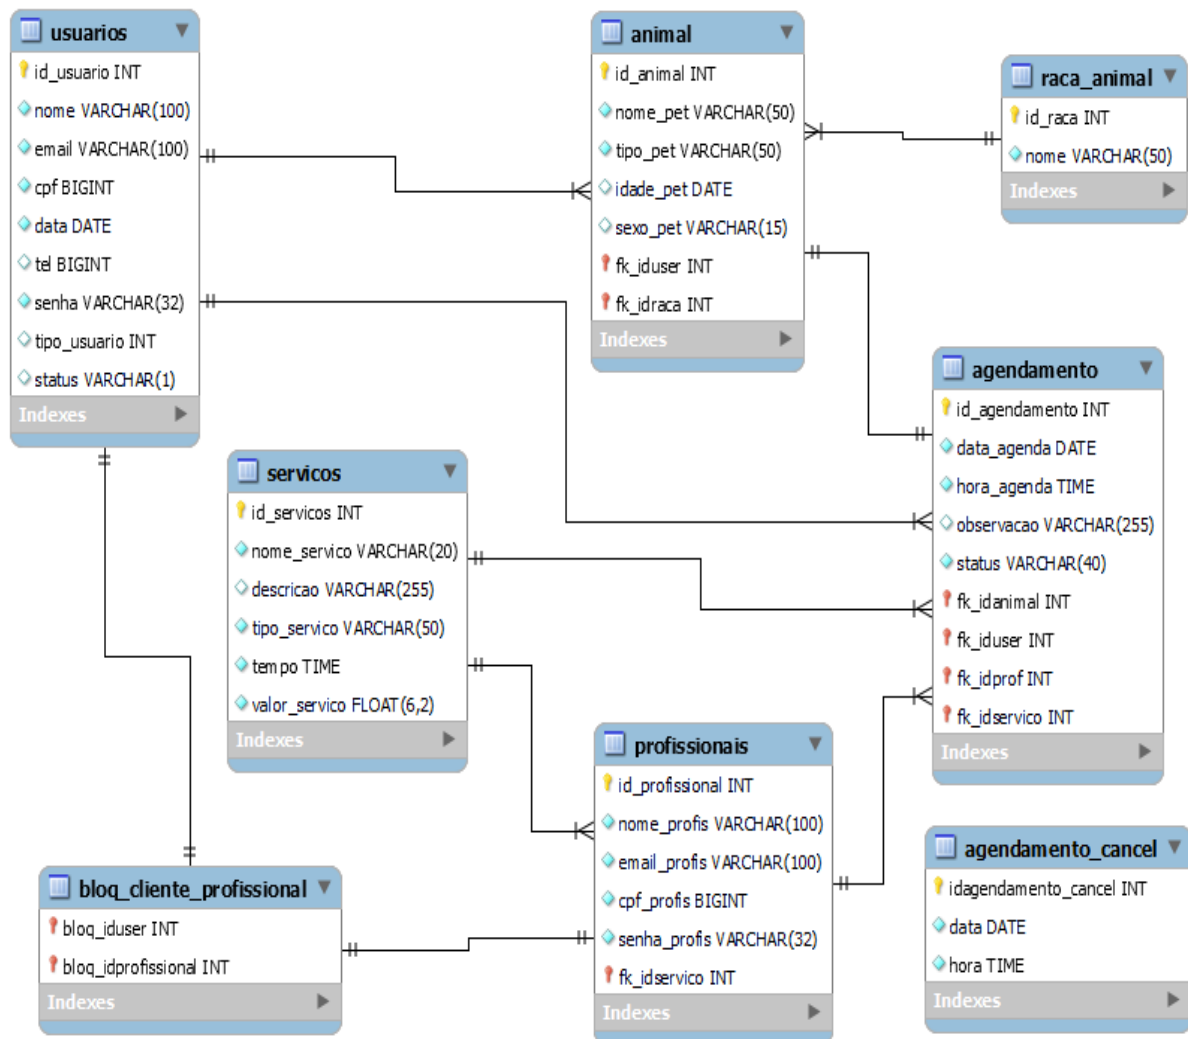 usuarios
id_usuario INT
nome VARCHAR(100)
email VARCHAR(100)
cpf BIGINT
data DATE
tel BIGINT
senha VARCHAR(32)
tipo_usuario INT
status VARCHAR(1)
Indexes
animal
id_animal INT
nome_pet VARCHAR(50)
tipo_pet VARCHAR(50)
idade_pet DATE
sexo_pet VARCHAR(15)
fk_iduser INT
fk_idraca INT
Indexes
raca_animal
id_raca INT
nome VARCHAR(50)
Indexes
servicos
id_servicos INT
nome_servico VARCHAR(20)
descricao VARCHAR(255)
tipo_servico VARCHAR(50)
tempo TIME
valor_servico FLOAT(6,2)
Indexes
agendamento
id_agendamento INT
data_agenda DATE
hora_agenda TIME
observacao VARCHAR(255)
status VARCHAR(40)
fk_idanimal INT
fk_iduser INT
fk_idprof INT
fk_idservico INT
Indexes
profissionais
id_profissional INT
nome_profis VARCHAR(100)
email_profis VARCHAR(100)
cpf_profis BIGINT
senha_profis VARCHAR(32)
fk_idservico INT
Indexes
bloq_cliente_profissional
bloq_iduser INT
bloq_idprofissional INT
Indexes
agendamento_cancel
idagendamento_cancel INT
data DATE
hora TIME
Indexes